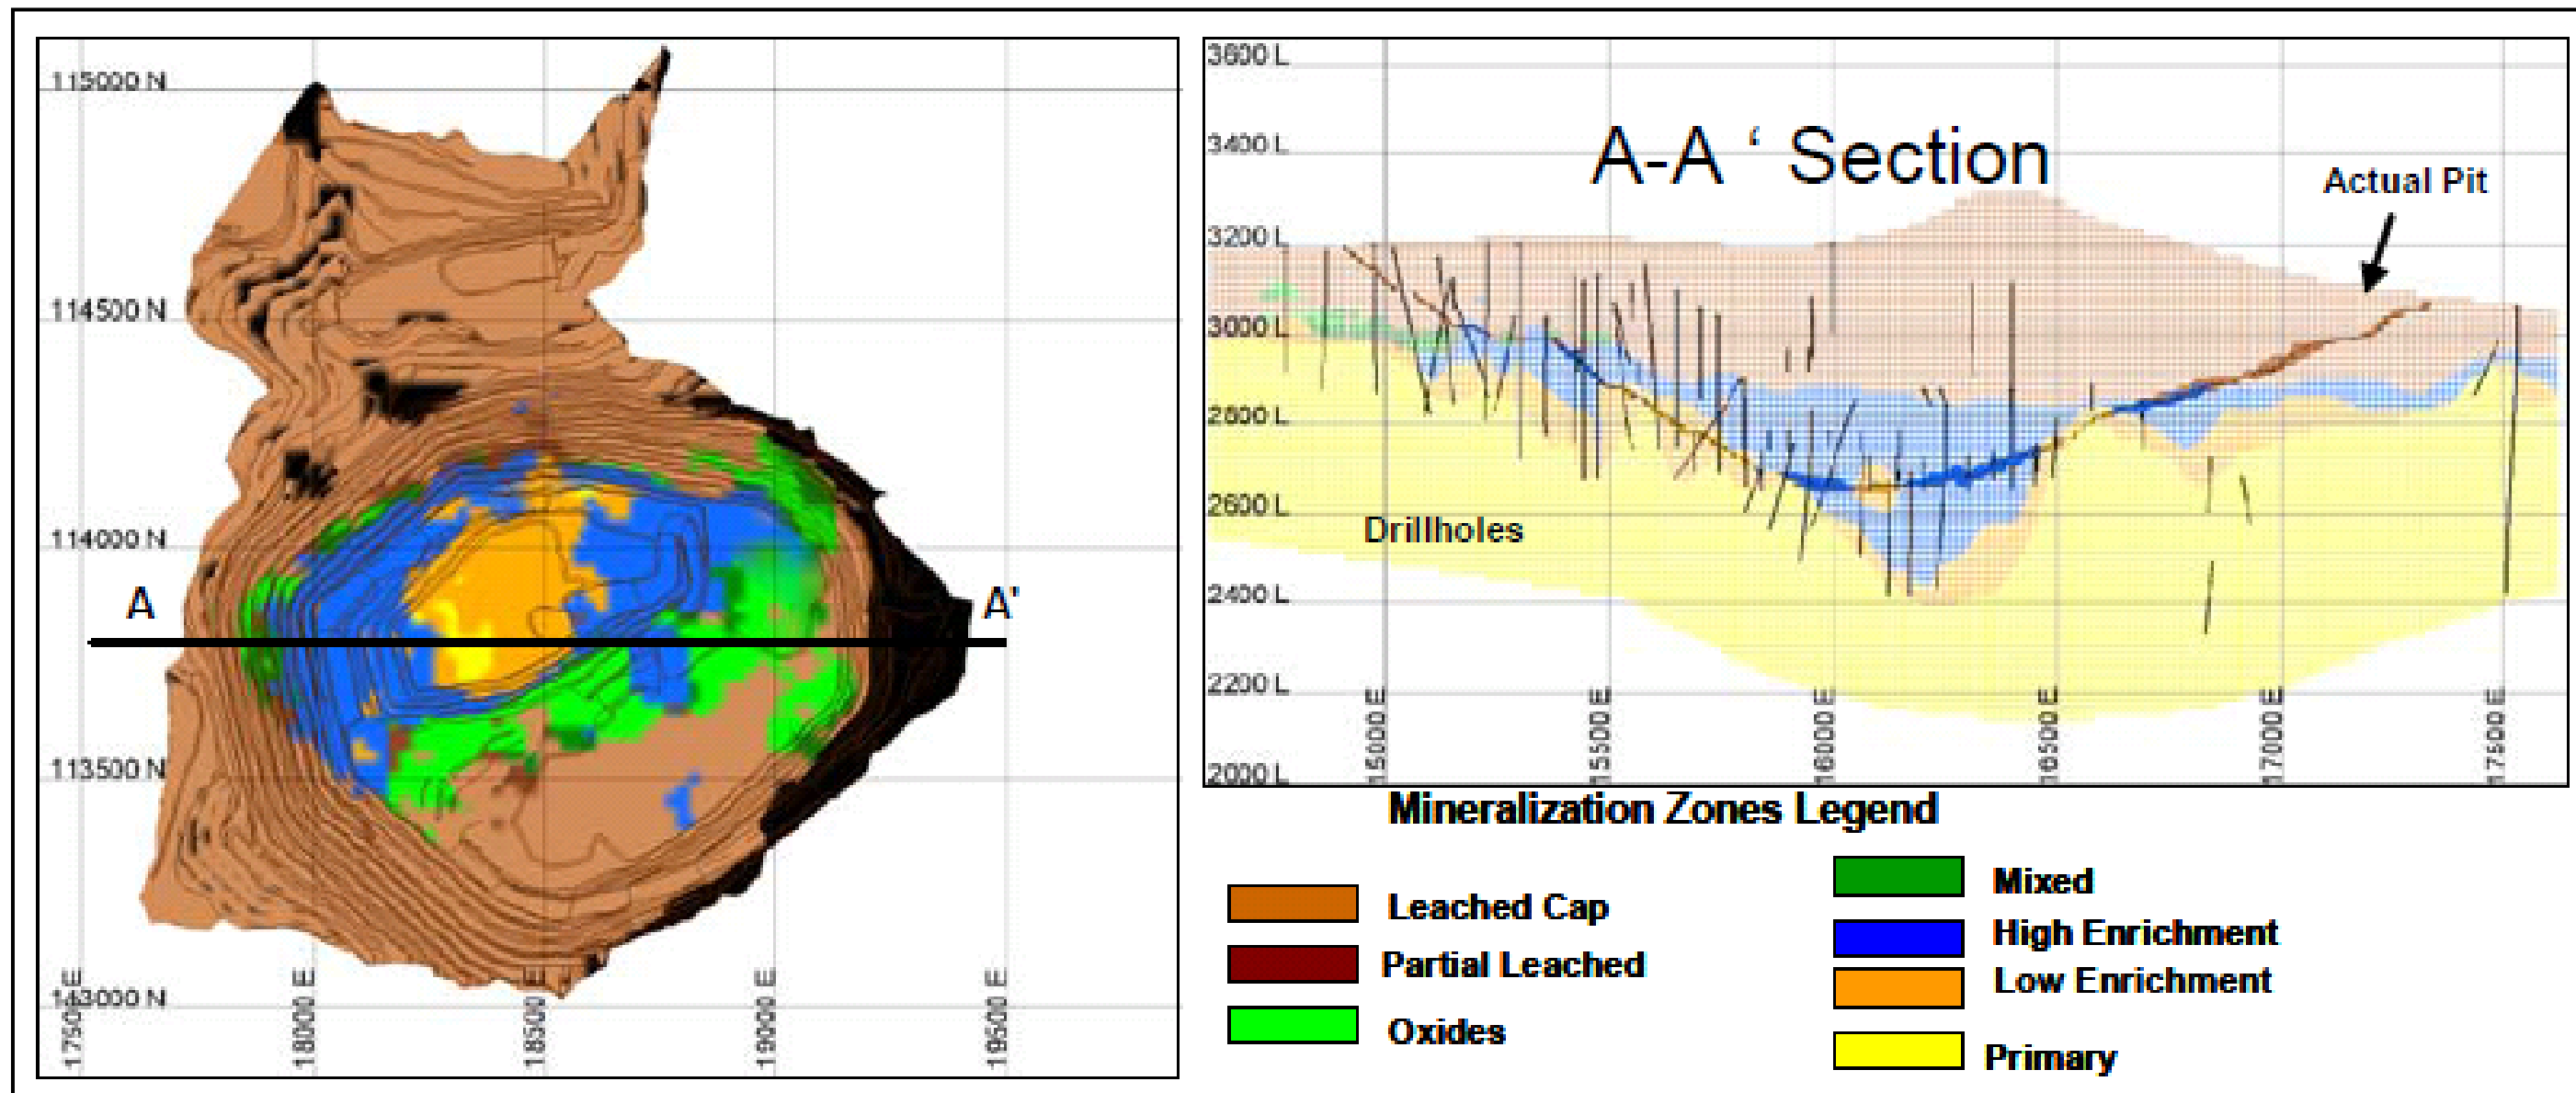 115000 N
114500 N
114000 N
113500 N
113000 N
17500 E
18000 E
18500 E
19000 E
19500 E
A
A'
3600 L
3400 L
3200 L
3000 L
2800 L
2600 L
2400 L
2200 L
2000 L
A-A ‘ Section
Actual Pit
Drillholes
15000 E
15500 E
16000 E
16500 E
17000 E
17500 E
Mineralization Zones Legend
Leached Cap
Partial Leached
Oxides
Mixed
High Enrichment
Low Enrichment
Primary